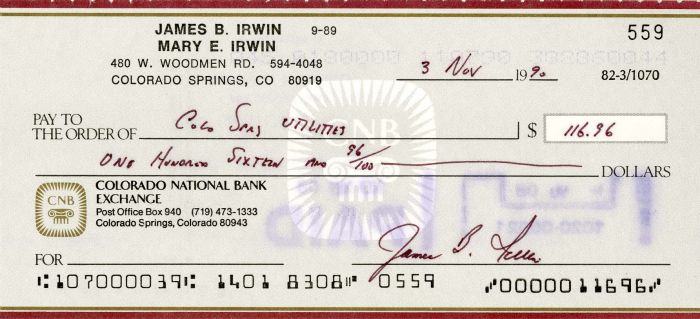 JAMES B. IRWIN 9-89 559
MARY E. IRWIN
480 W. WOODMEN RD. 594-4048
COLORADO SPRINGS, CO 80919
3 Nov 1990 82-3/1070
PAY TO
THE ORDER OF Colo Sprs UTILITIES $ 116.96
ONE HUNDRED SIXTEEN AND 96/100 DOLLARS
CNB
CNB
COLORADO NATIONAL BANK
EXCHANGE
Post Office Box 940 (719) 473-1333
Colorado Springs, Colorado 80943
FOR James B.
⑆107000039⑆ 1401 8308⑈ 0559 ⑈0000011696⑈